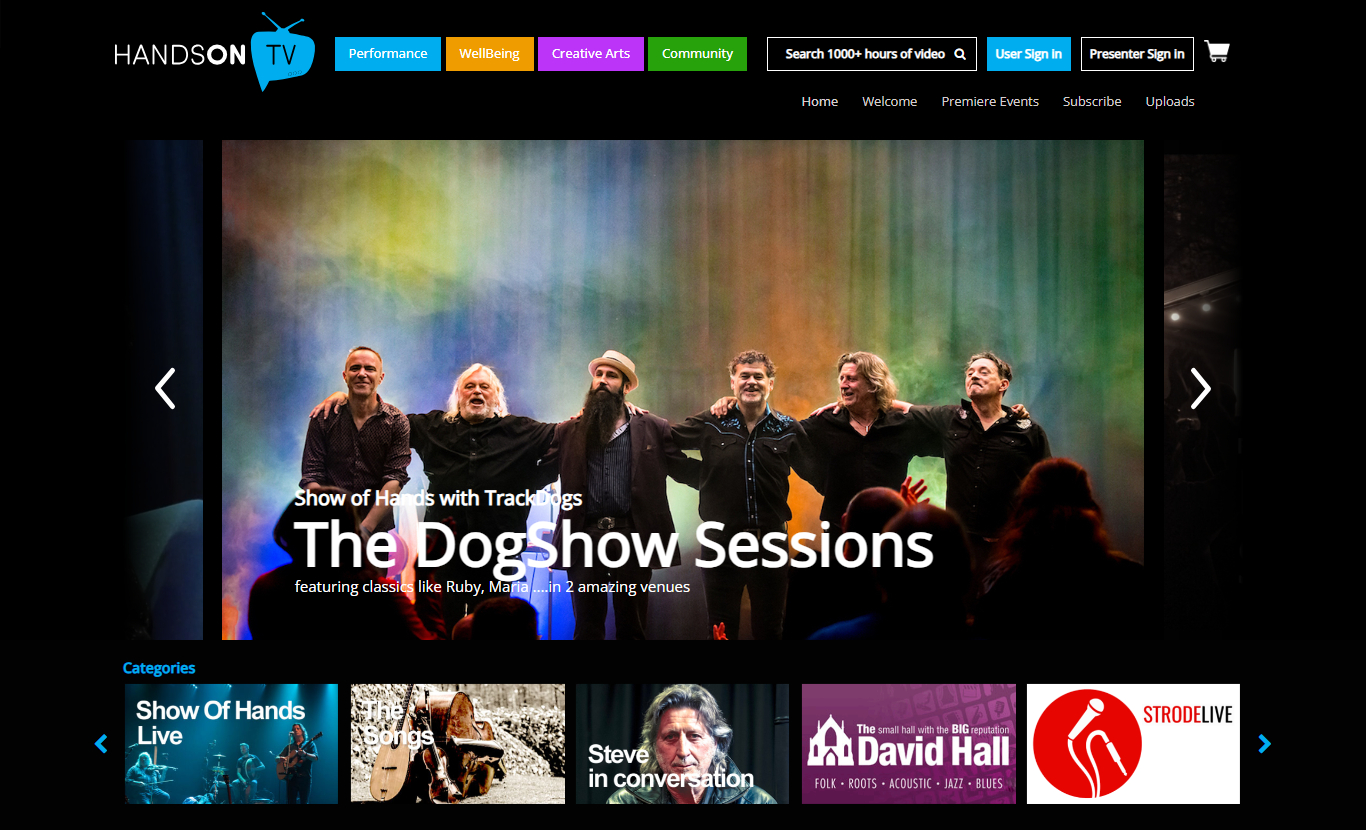 HANDSON TV
Performance
WellBeing
Creative Arts
Community
Search 1000+ hours of video
User Sign In
Presenter Sign in
Home
Welcome
Premiere Events
Subscribe
Uploads
Show of Hands with TrackDogs
The DogShow Sessions
featuring classics like Ruby, Maria ....in 2 amazing venues
Categories
Show Of Hands
Live
The
Songs
Steve
in conversation
The small hall with the BIG reputation
David Hall
FOLK • ROOTS • ACOUSTIC • JAZZ • BLUES
STRODELIVE